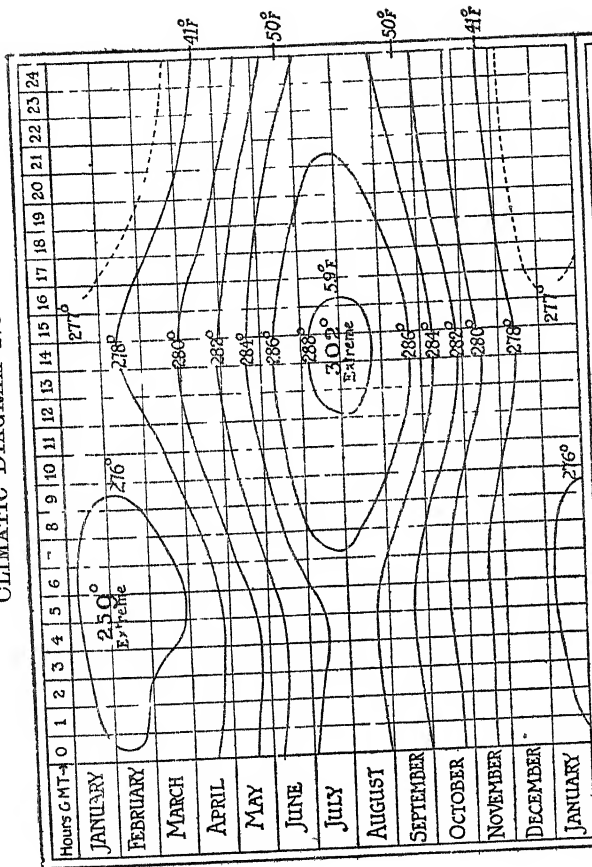 Hours GMT→ 0 1 2 3 4 5 6 7 8 9 10 11 12 13 14 15 16 17 18 19 20 21 22 23 24
JANUARY
277°
250°
Extreme
276°
FEBRUARY
278°
MARCH
41°F
280°
APRIL
282°
MAY
284°
50°F
286°
JUNE
288°
JULY
302° 59°F
Extreme
AUGUST
50°F
SEPTEMBER
286°
284°
OCTOBER
282°
41°F
280°
NOVEMBER
278°
DECEMBER
277°
JANUARY
276°